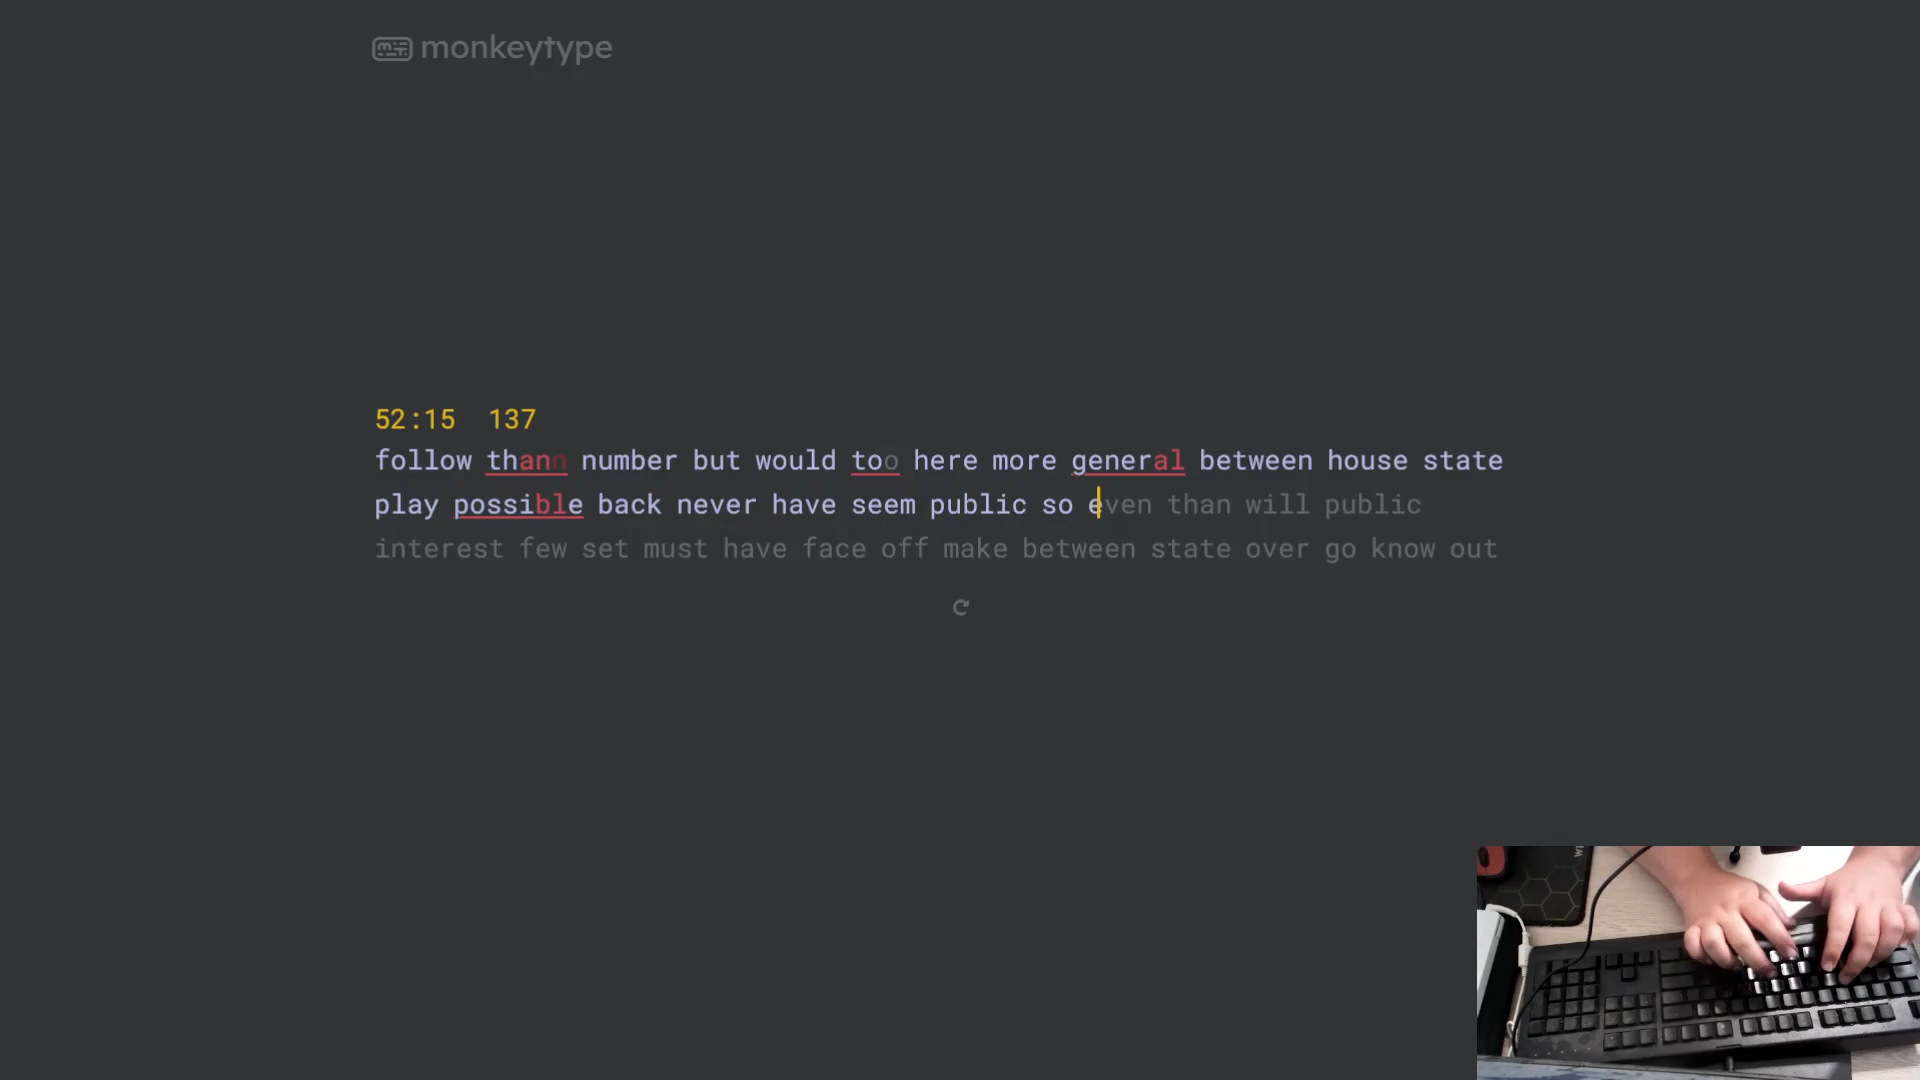 monkeytype
52:15 137
follow thann number but would too here more general between house state
play possible back never have seem public so even than will public
interest few set must have face off make between state over go know out